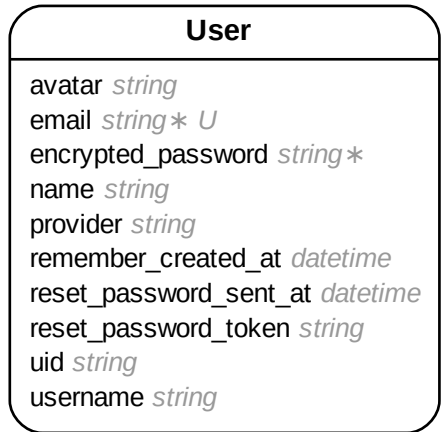 User
avatar string
email string∗ U
encrypted_password string∗
name string
provider string
remember_created_at datetime
reset_password_sent_at datetime
reset_password_token string
uid string
username string